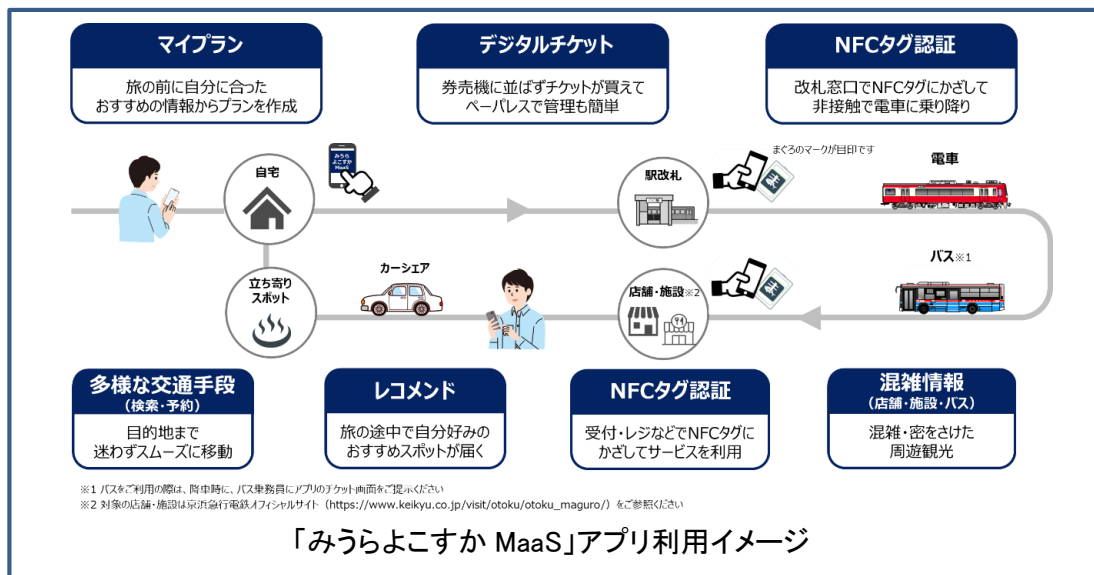 マイプラン
旅の前に自分に合った
おすすめの情報からプランを作成
デジタルチケット
券売機に並ばずチケットが買えて
ペーパレスで管理も簡単
NFCタグ認証
改札窓口でNFCタグにかざして
非接触で電車に乗り降り
自宅
みうら
よこすか
MaaS
駅改札
まぐろのマークが目印です
電車
立ち寄り
スポット
カーシェア
店舗・施設※2
バス※1
多様な交通手段
(検索・予約)
目的地まで
迷わずスムーズに移動
レコメンド
旅の途中で自分好みの
おすすめスポットが届く
NFCタグ認証
受付・レジなどでNFCタグに
かざしてサービスを利用
混雑情報
(店舗・施設・バス)
混雑・密をさけた
周遊観光
※1 バスをご利用の際は、降車時に、バス乗務員にアプリのチケット画面をご提示ください
※2 対象の店舗・施設は京浜急行電鉄オフィシャルサイト（https://www.keikyu.co.jp/visit/otoku/otoku_maguro/）をご参照ください
「みうらよこすか MaaS」アプリ利用イメージ